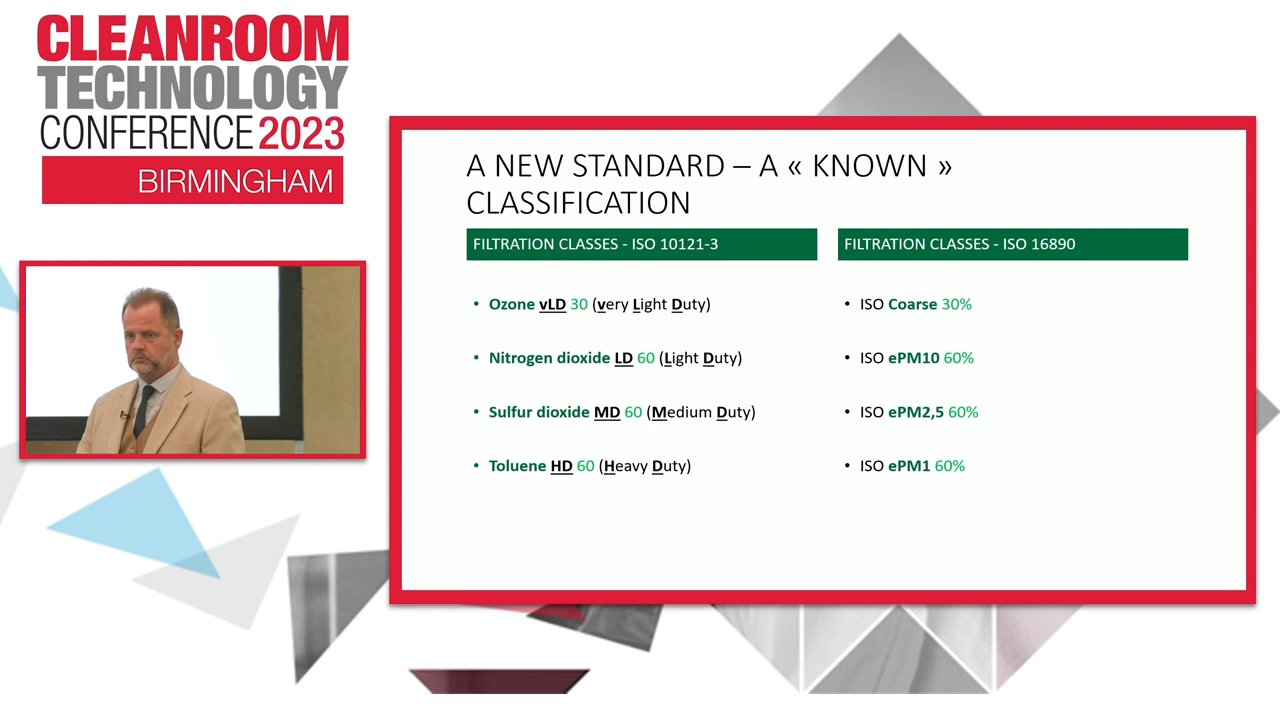 CLEANROOM
TECHNOLOGY
CONFERENCE 2023
BIRMINGHAM
A NEW STANDARD – A « KNOWN »
CLASSIFICATION
FILTRATION CLASSES - ISO 10121-3
• Ozone vLD 30 (very Light Duty)
• Nitrogen dioxide LD 60 (Light Duty)
• Sulfur dioxide MD 60 (Medium Duty)
• Toluene HD 60 (Heavy Duty)
FILTRATION CLASSES - ISO 16890
• ISO Coarse 30%
• ISO ePM10 60%
• ISO ePM2,5 60%
• ISO ePM1 60%